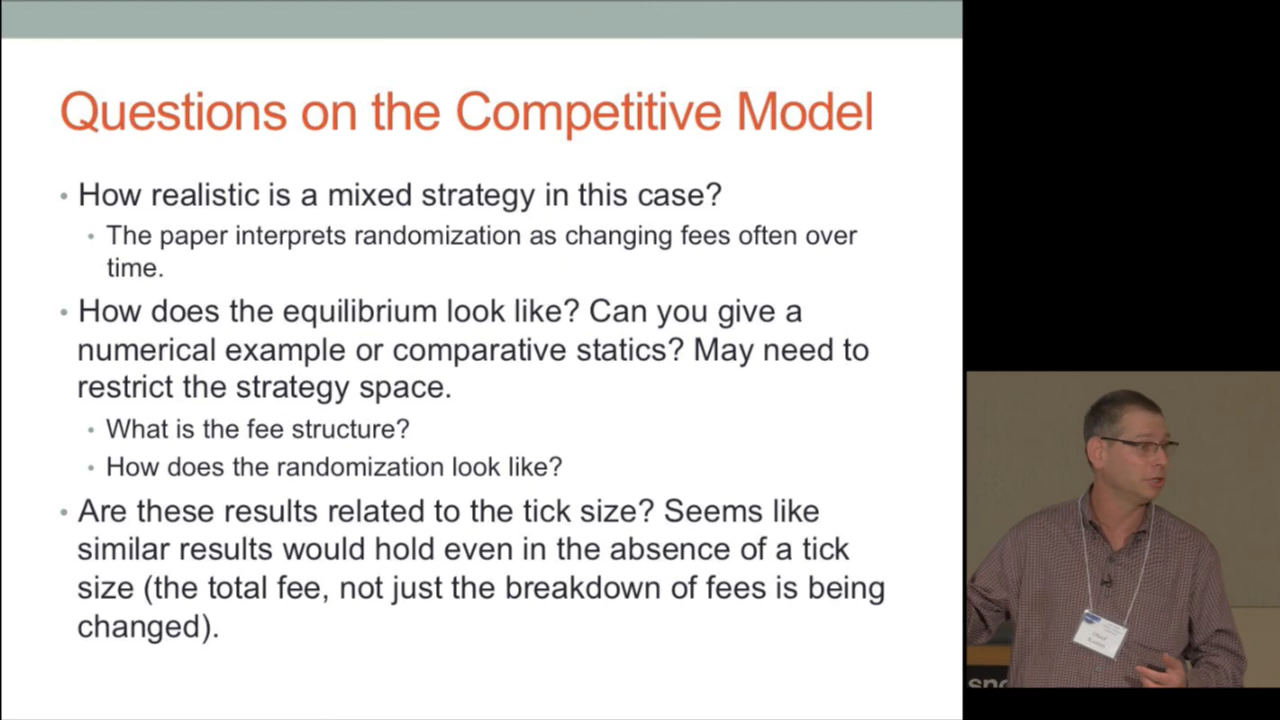 Questions on the Competitive Model
• How realistic is a mixed strategy in this case?
• The paper interprets randomization as changing fees often over
time.
• How does the equilibrium look like? Can you give a
numerical example or comparative statics? May need to
restrict the strategy space.
• What is the fee structure?
• How does the randomization look like?
• Are these results related to the tick size? Seems like
similar results would hold even in the absence of a tick
size (the total fee, not just the breakdown of fees is being
changed).